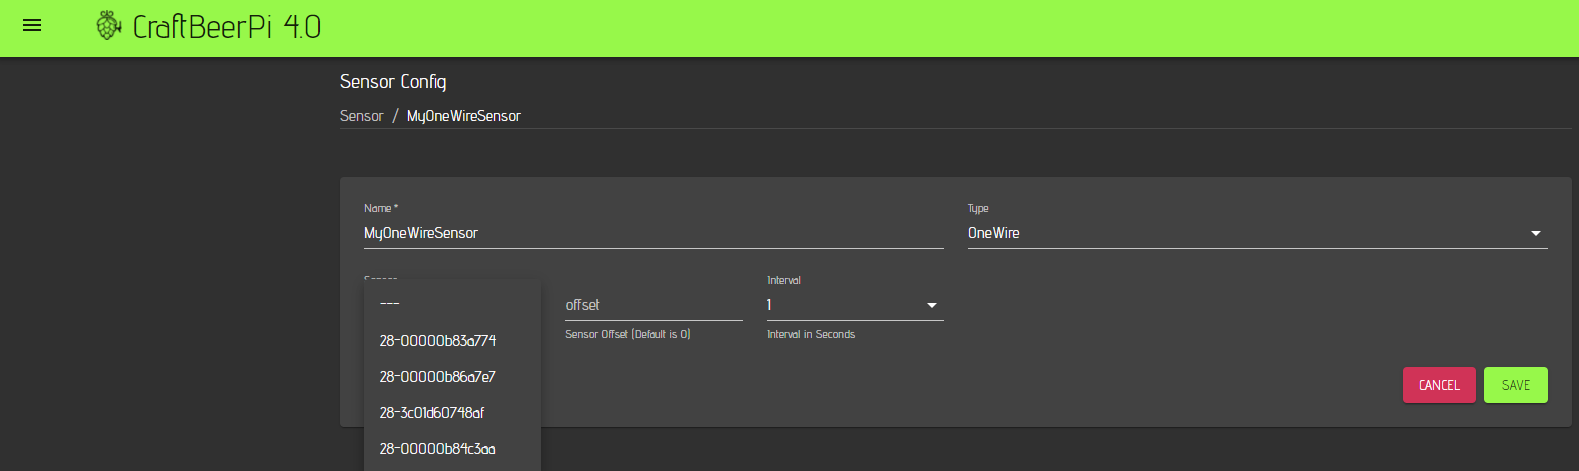 CraftBeerPi 4.0
Sensor Config
Sensor / MyOneWireSensor
Name *
Type
MyOneWireSensor
OneWire
Interval
---
offset
1
28-00000b83a774
Sensor Offset (Default is 0)
Interval in Seconds
28-00000b86a7e7
28-3c01d60748af
28-00000b84c3aa
CANCEL
SAVE